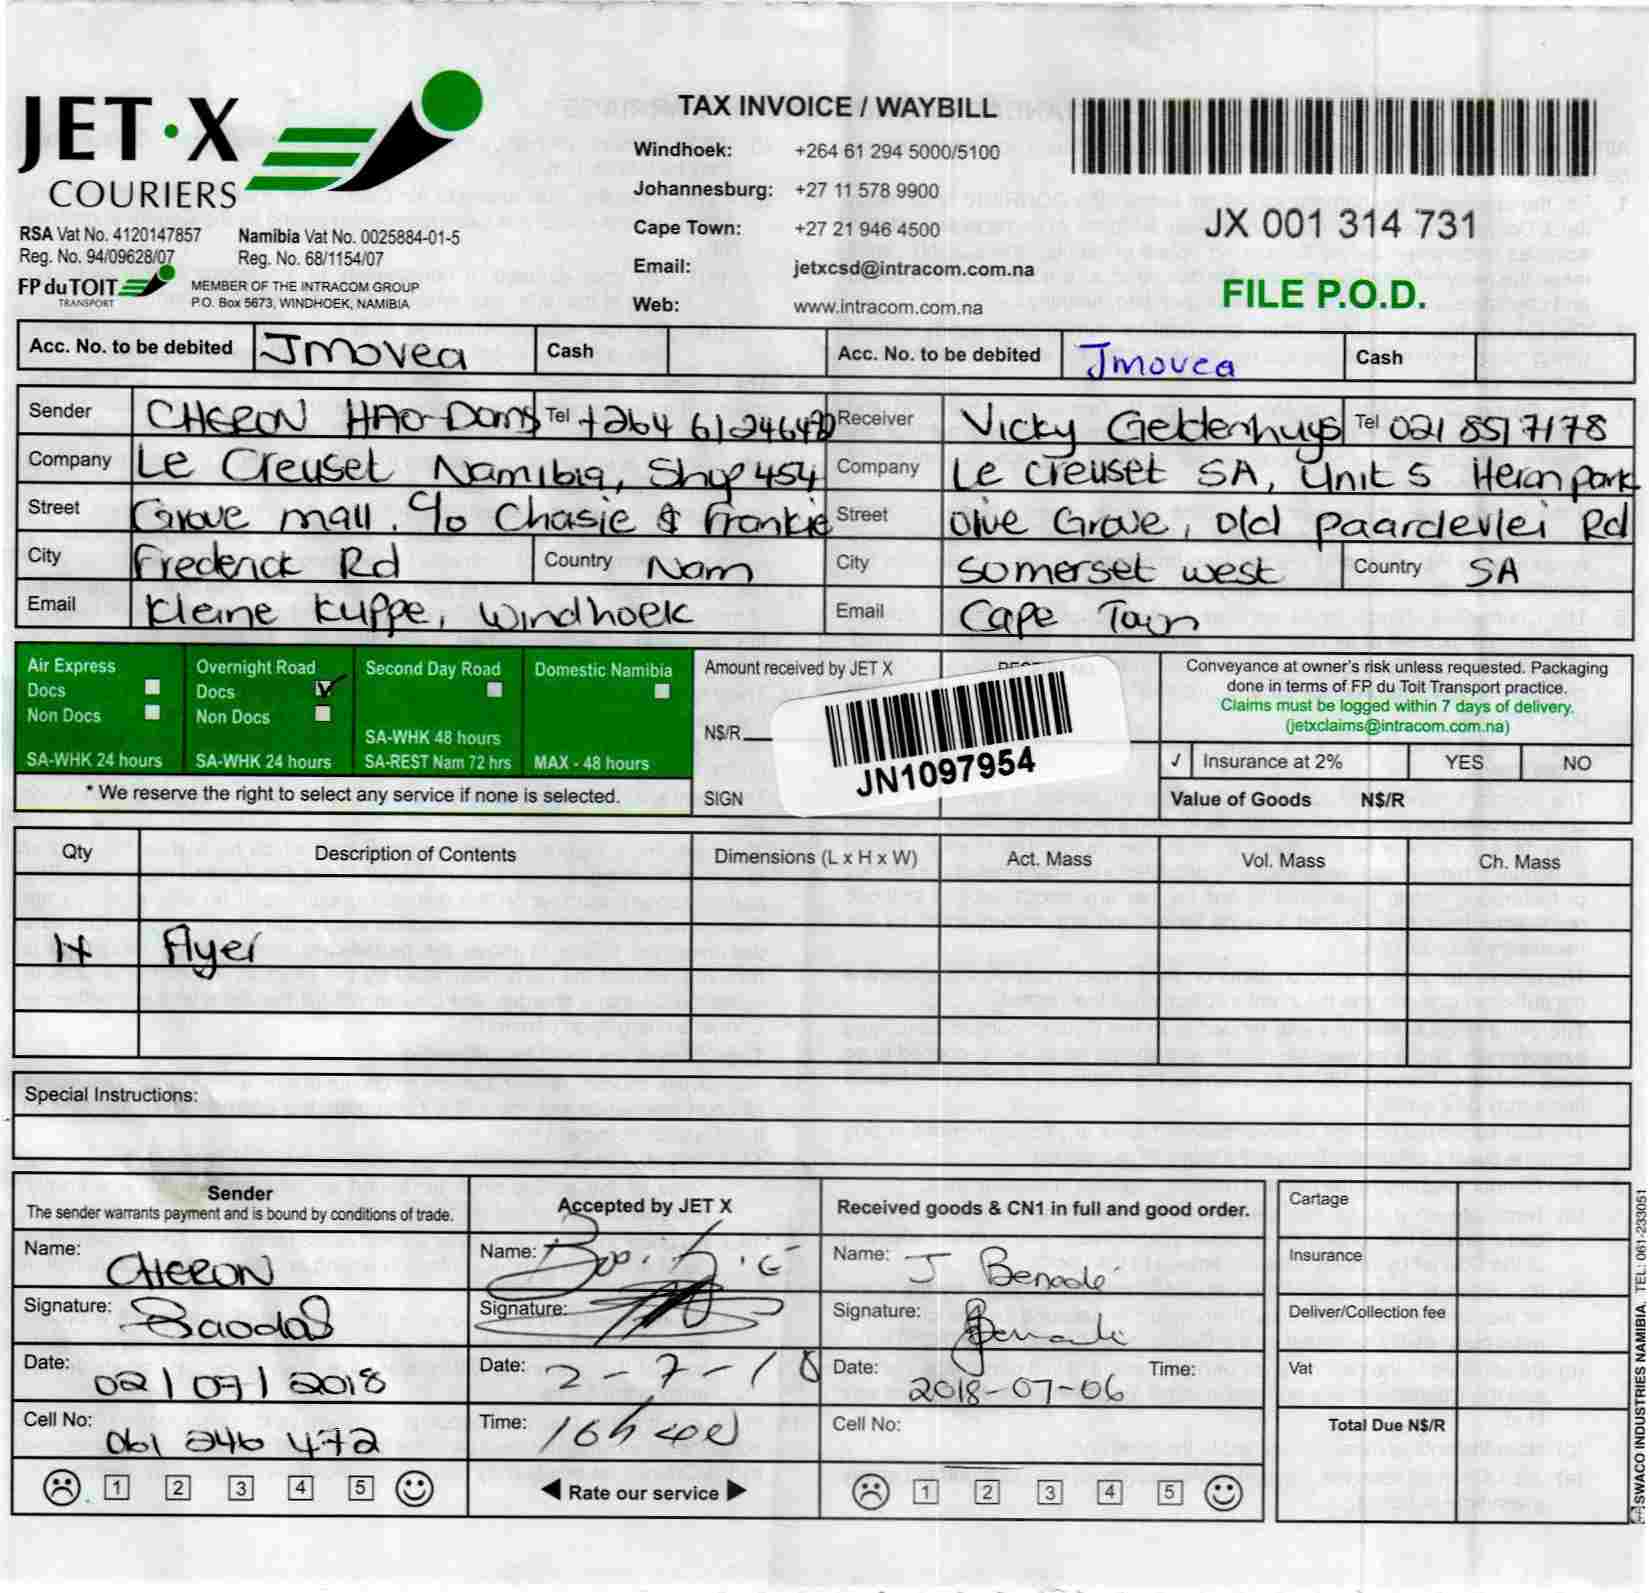 JET·X
COURIERS
RSA Vat No. 4120147857
Reg. No. 94/09628/07
Namibia Vat No. 0025884-01-5
Reg. No. 68/1154/07
FP du TOIT
TRANSPORT
MEMBER OF THE INTRACOM GROUP
P.O. Box 5673, WINDHOEK, NAMIBIA
TAX INVOICE / WAYBILL
Windhoek: +264 61 294 5000/5100
Johannesburg: +27 11 578 9900
Cape Town: +27 21 946 4500
Email: jetxcsd@intracom.com.na
Web: www.intracom.com.na
JX 001 314 731
FILE P.O.D.
Acc. No. to be debited Jmovea Cash Acc. No. to be debited Jmovea Cash
Sender CHERON Tel Receiver Vicky Geldenhuys Tel 021 8517178
Company Le Creuset Namibia, Shop 454 Company Le Creuset SA, Unit 5 Heron park
Street Grove mall. c/o Chasie & Frankie Street Olive Grove, Old paardevlei Rd
City Frederick Rd Country Nam City Somerset west Country SA
Email Kleine Kuppe, Windhoek Email Cape Town
Air Express
Docs
Non Docs
SA-WHK 24 hours
Overnight Road
Docs ✓
Non Docs
SA-WHK 24 hours
Second Day Road
SA-WHK 48 hours
SA-REST Nam 72 hrs
Domestic Namibia
MAX - 48 hours
* We reserve the right to select any service if none is selected.
Amount received by JET X
N$/R
SIGN
JN1097954
Conveyance at owner's risk unless requested. Packaging
done in terms of FP du Toit Transport practice.
Claims must be logged within 7 days of delivery.
(jetxclaims@intracom.com.na)
✓ Insurance at 2% YES NO
Value of Goods N$/R
Qty Description of Contents Dimensions (L x H x W) Act. Mass Vol. Mass Ch. Mass
Flyer
Special Instructions:
Sender
The sender warrants payment and is bound by conditions of trade.
Name: CHERON
Signature:
Date: 02/07/2018
Cell No: 061 246 472
1 2 3 4 5
Accepted by JET X
Name:
Signature:
Date: 2-7-18
Time: 16h
◀ Rate our service ▶
Received goods & CN1 in full and good order.
Name: J Benadé
Signature:
Date: 2018-07-06 Time:
Cell No:
1 2 3 4 5
Cartage
Insurance
Deliver/Collection fee
Vat
Total Due N$/R
SWACO INDUSTRIES NAMIBIA. TEL: 061-233051